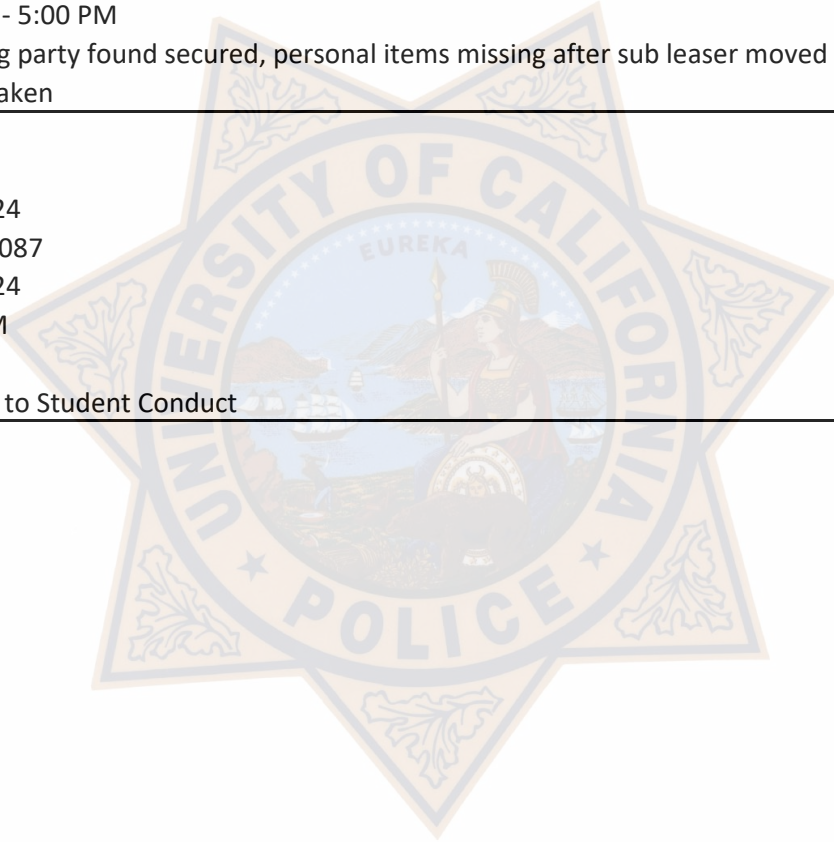 - 5:00 PM
g party found secured, personal items missing after sub leaser moved
aken
24
087
24
to Student Conduct
UNIVERSITY OF CALIFORNIA
EUREKA
POLICE